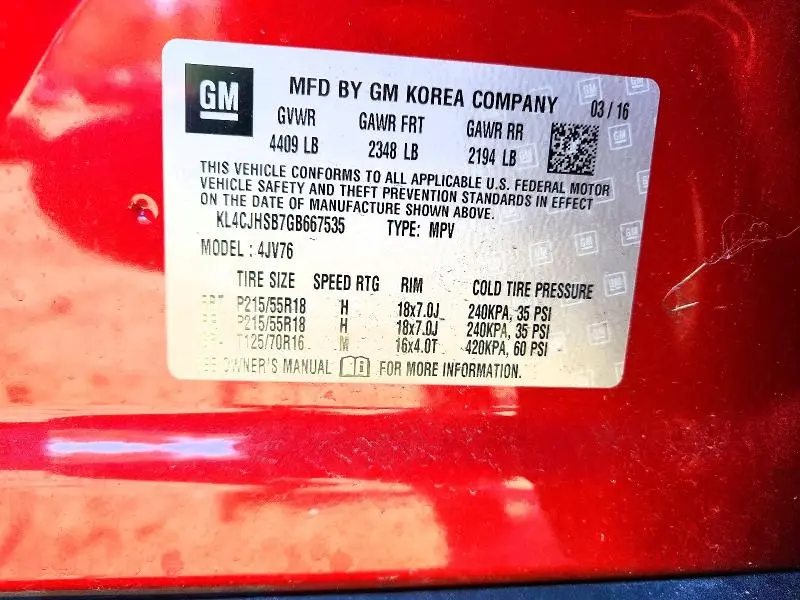 GM
MFD BY GM KOREA COMPANY 03 / 16
GVWR GAWR FRT GAWR RR
4409 LB 2348 LB 2194 LB
THIS VEHICLE CONFORMS TO ALL APPLICABLE U.S. FEDERAL MOTOR
VEHICLE SAFETY AND THEFT PREVENTION STANDARDS IN EFFECT
ON THE DATE OF MANUFACTURE SHOWN ABOVE.
KL4CJHSB7GB667535 TYPE: MPV
MODEL : 4JV76
TIRE SIZE SPEED RTG RIM COLD TIRE PRESSURE
FRT P215/55R18 H 18x7.0J 240KPA, 35 PSI
P215/55R18 H 18x7.0J 240KPA, 35 PSI
T125/70R16 M 16x4.0T 420KPA, 60 PSI
SEE OWNER'S MANUAL FOR MORE INFORMATION.